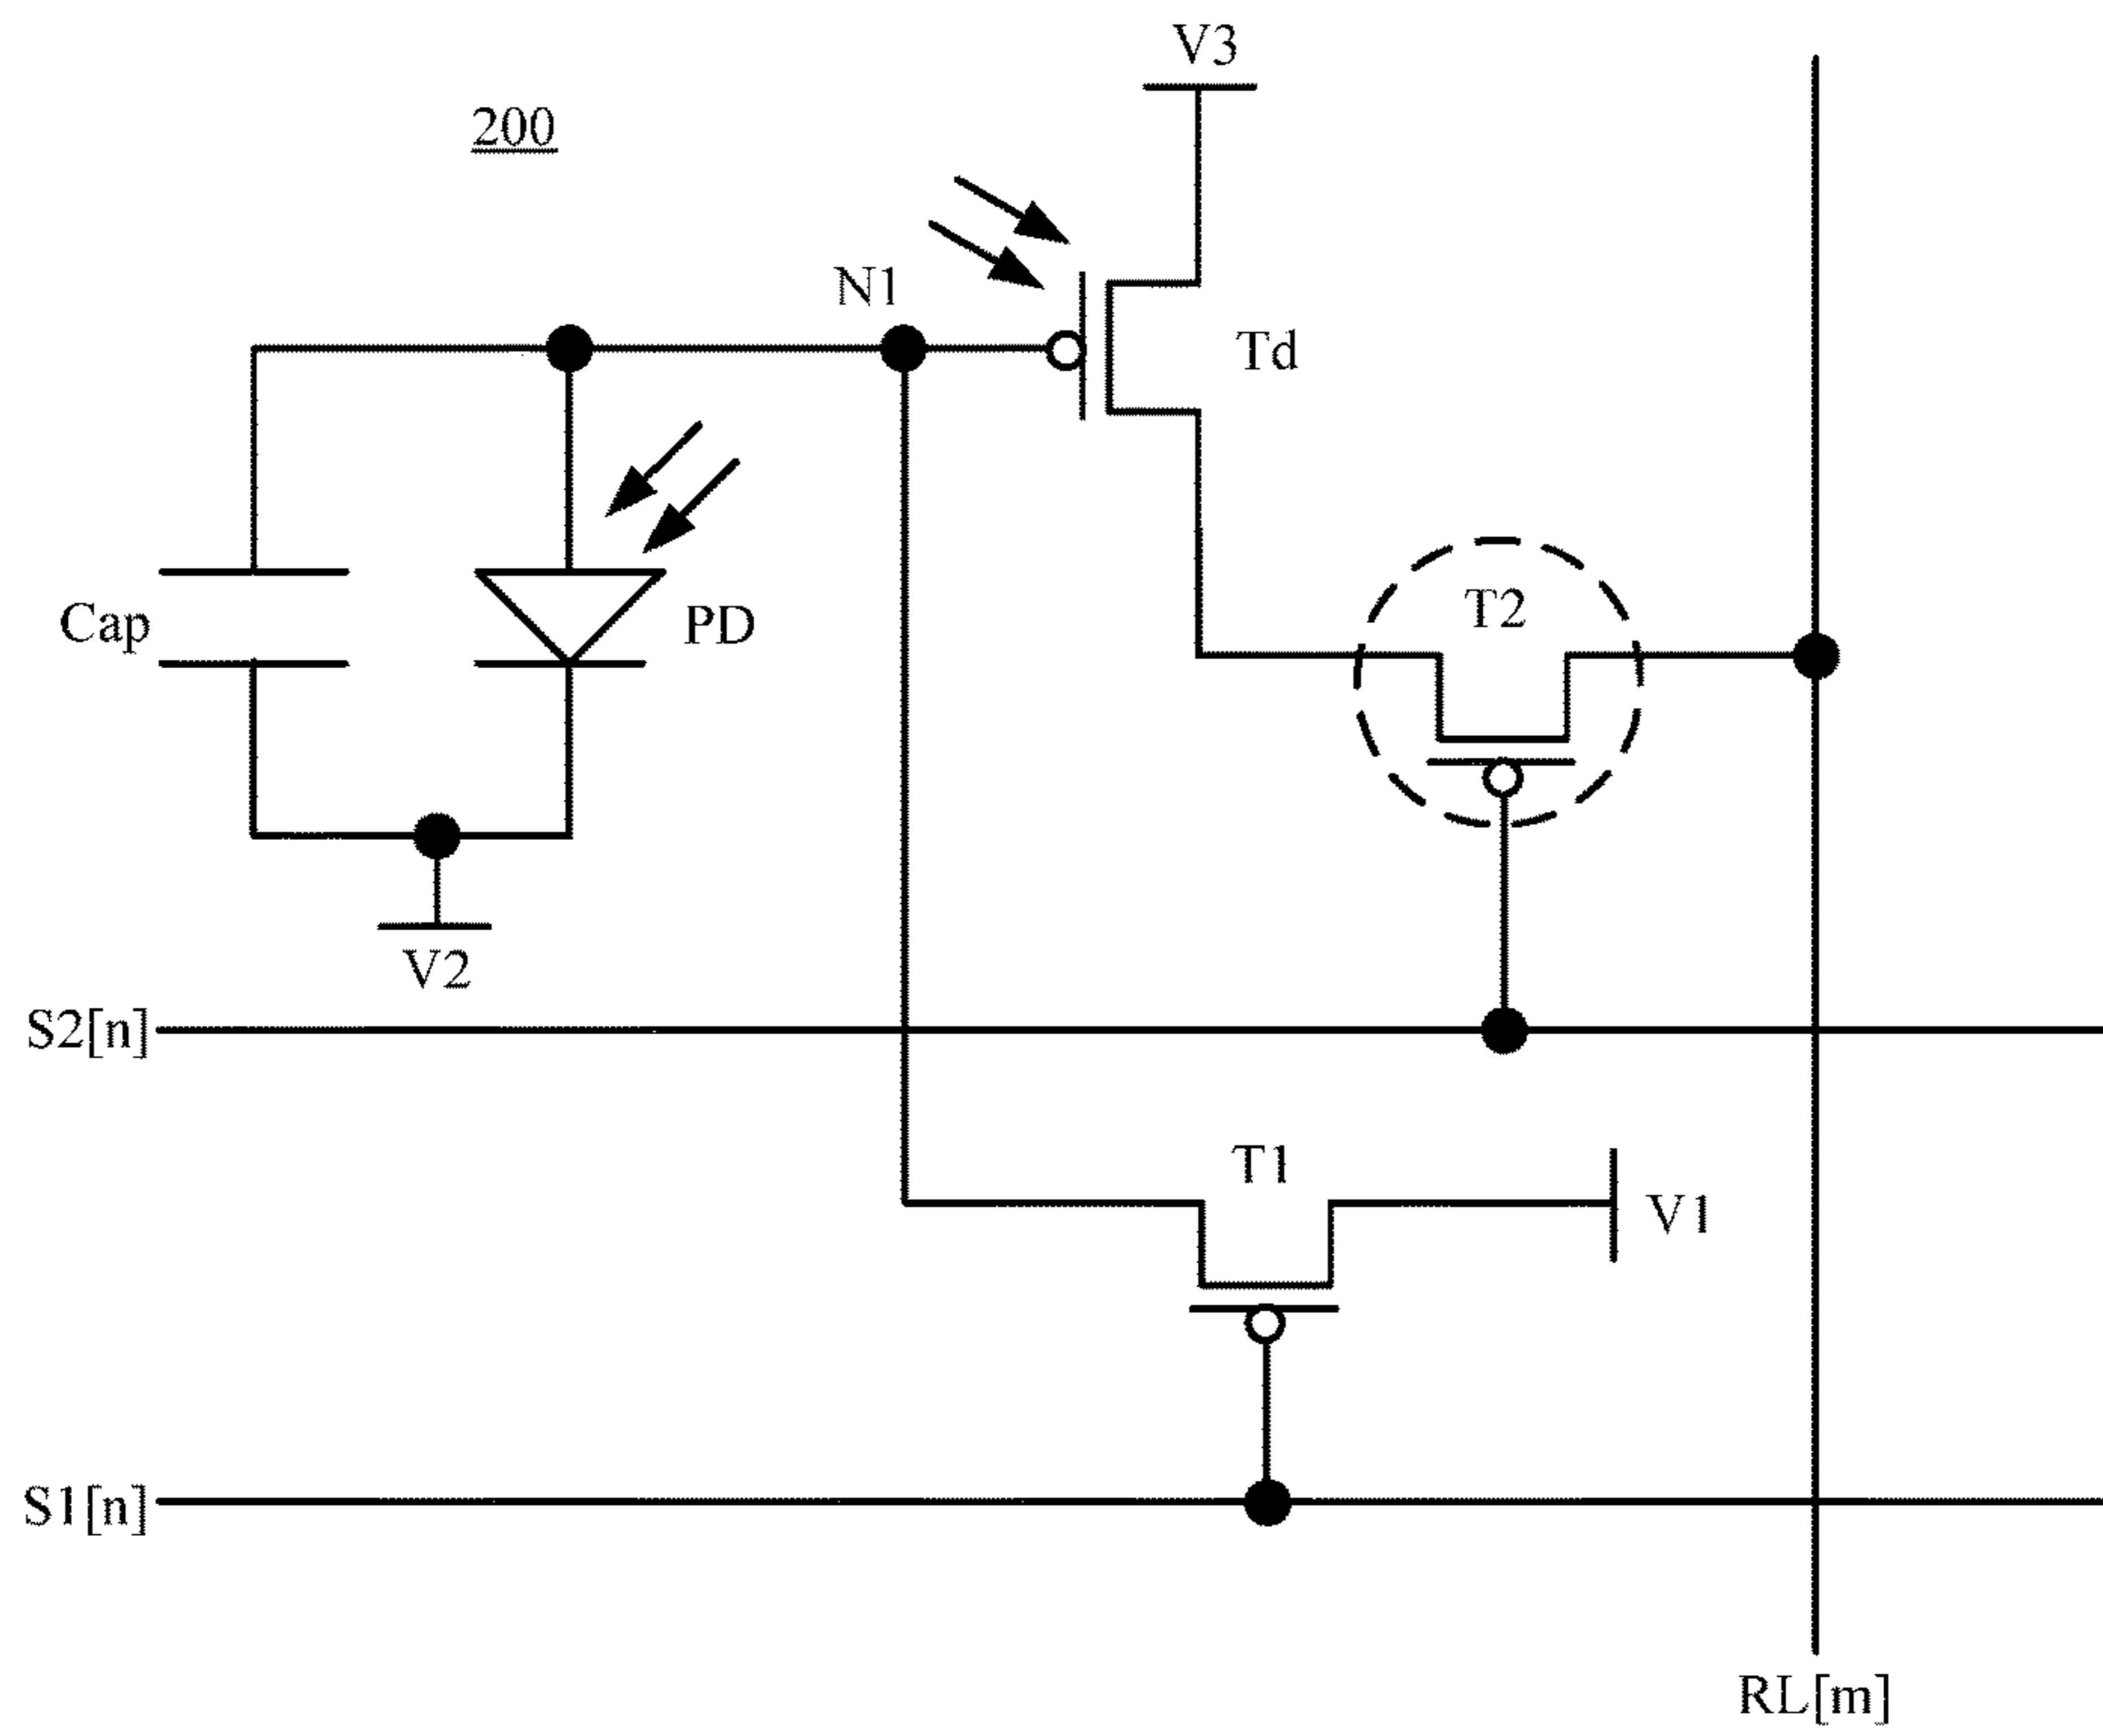 V3
200
N1
Td
T2
Cap
PD
V2
S2[n]
T1
V1
S1[n]
RL[m]